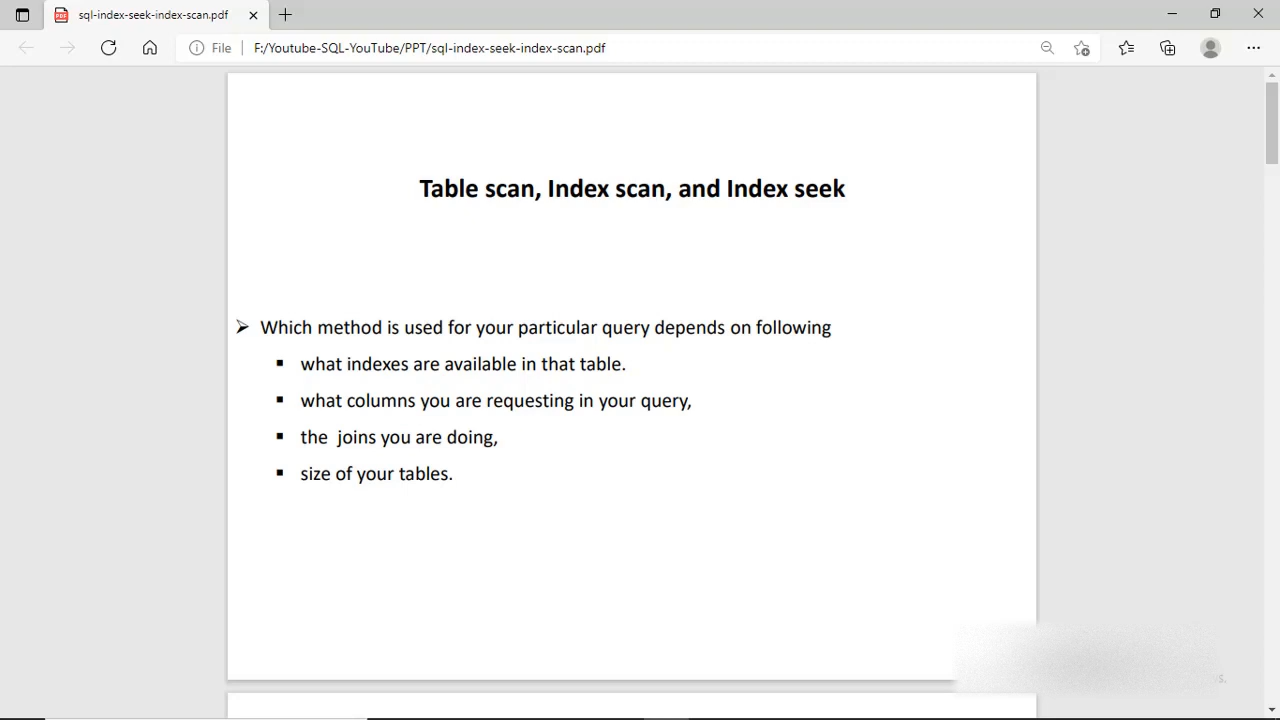 sql-index-seek-index-scan.pdf
File
F:/Youtube-SQL-YouTube/PPT/sql-index-seek-index-scan.pdf
Table scan, Index scan, and Index seek
Which method is used for your particular query depends on following
what indexes are available in that table.
what columns you are requesting in your query,
the joins you are doing,
size of your tables.